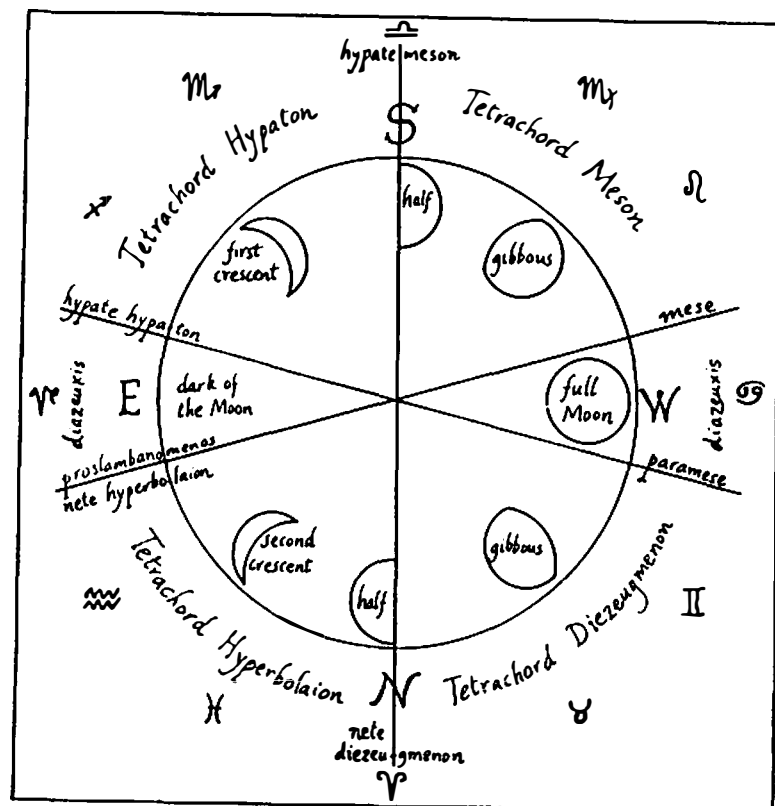 ♎
hypate meson
♏
♍
S
Tetrachord Hypaton
Tetrachord Meson
♐
♌
half
first
crescent
gibbous
hypate hypaton
mese
♑
diazeuxis
E
dark of
the Moon
full
Moon
W
diazeuxis
♋
proslambanomenos
nete hyperbolaion
paramese
second
crescent
half
gibbous
♒
♊
Tetrachord Hyperbolaion
N
Tetrachord Diezeugmenon
♓
♉
nete
diezeugmenon
♈